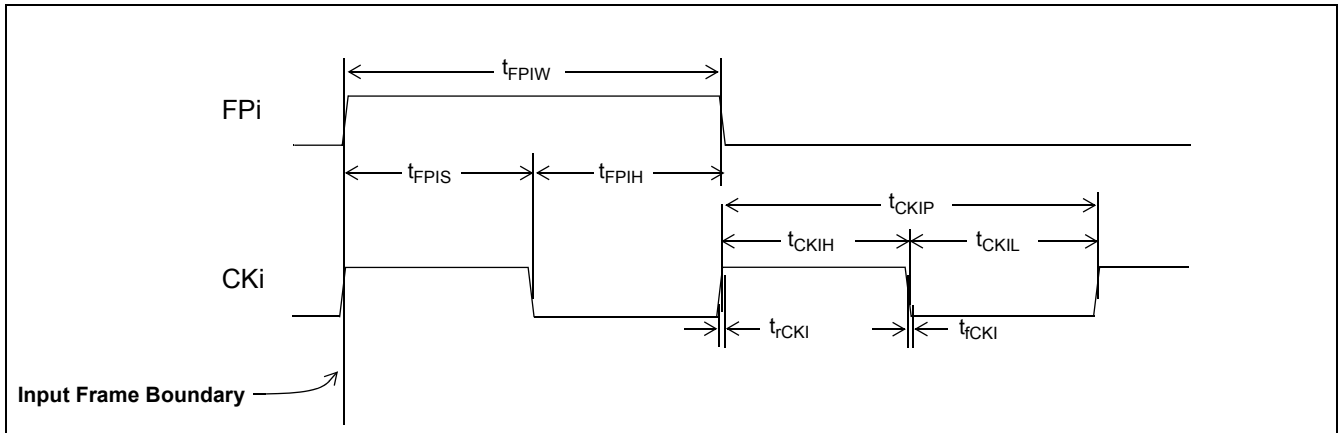 tFPIW
FPi
tFPIS
tFPIH
tCKIP
tCKIH
tCKIL
CKi
trCKI
tfCKI
Input Frame Boundary